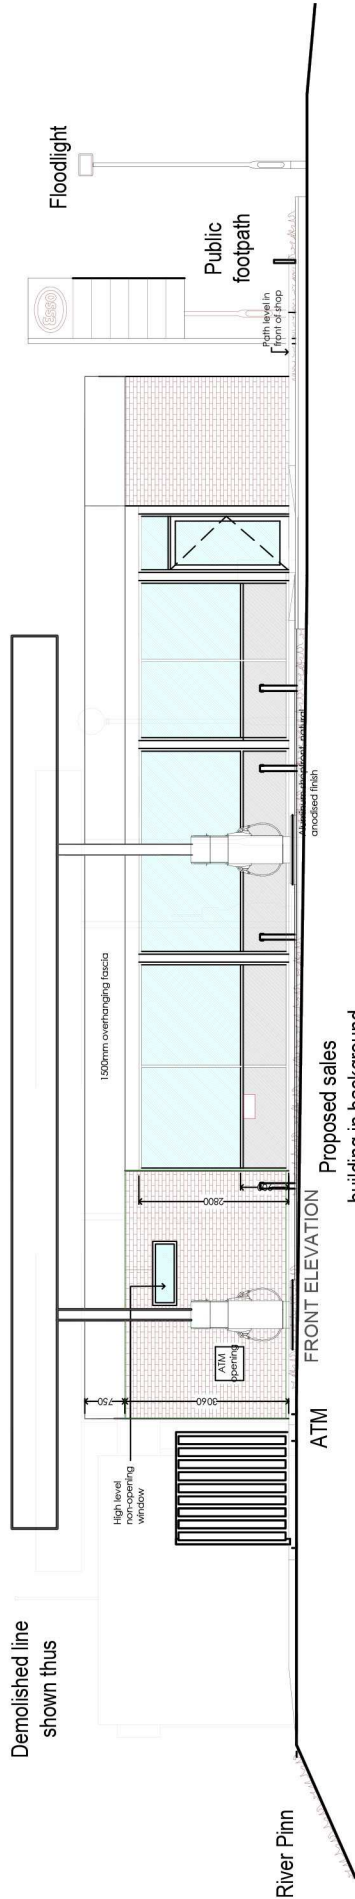 Demolished line
shown thus
River Pinn
High level
non-opening
window
750
3060
ATM
opening
ATM
FRONT ELEVATION
2800
1500mm overhanging fascia
Proposed sales
building in background
Aluminium shopfront, natural
anodised finish
Esso
Path level in
front of shop
Public
footpath
Floodlight